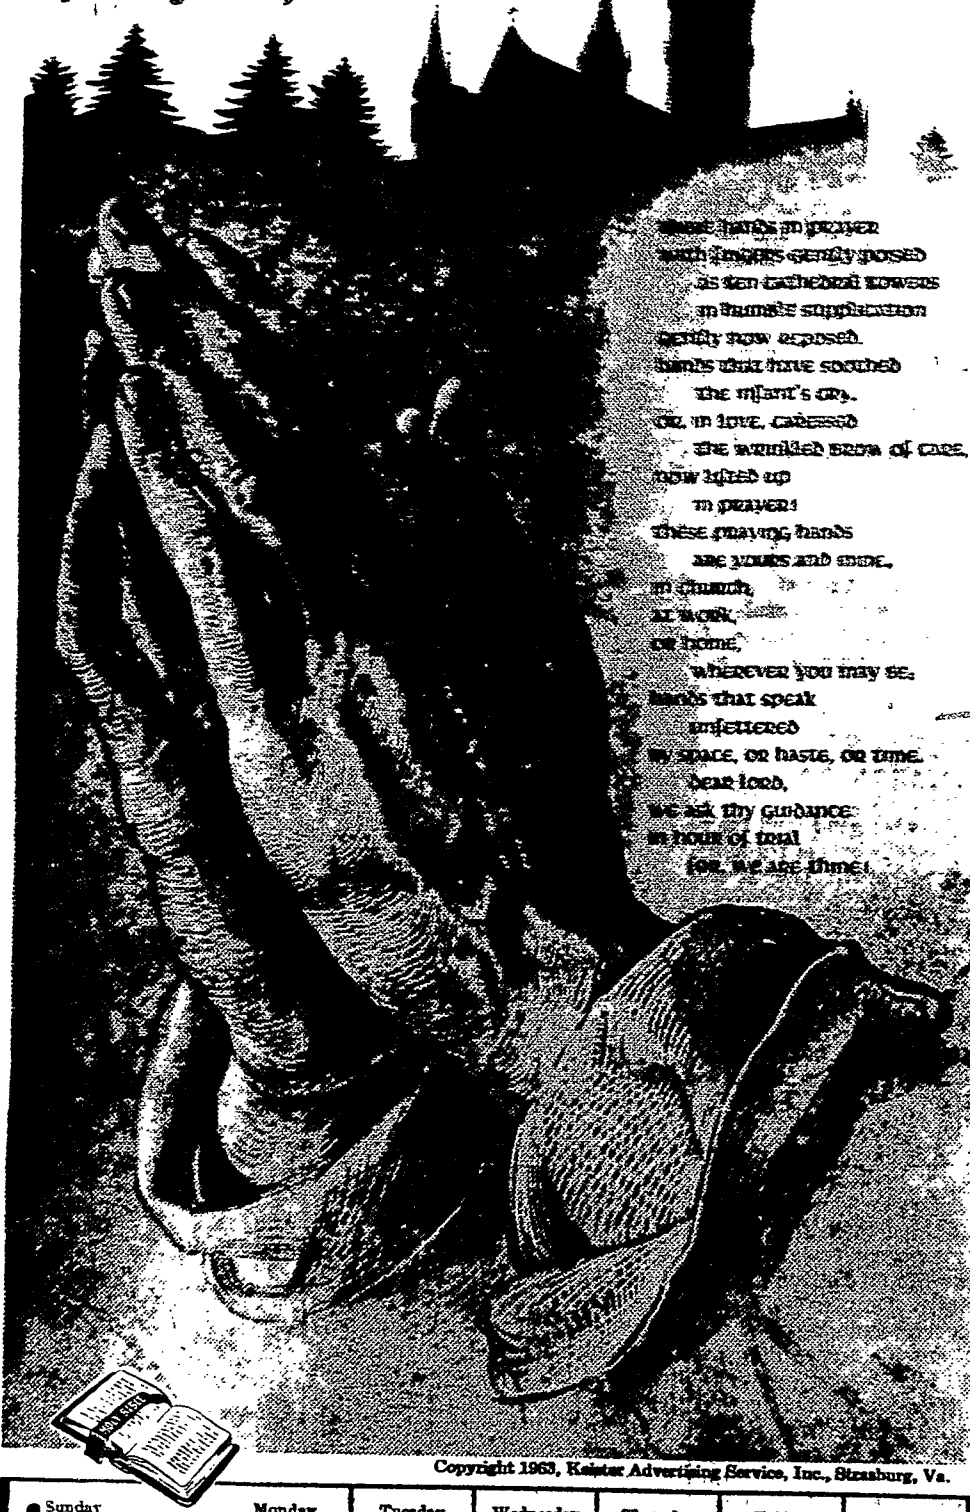 these hands in prayer
with fingers gently poised
as ten cathedral towers
in humble supplication
gently now reposed.
hands that have soothed
the infant's cry,
or, in love, caressed
the wrinkled brow of care,
now lifted up
in prayer!
these praying hands
are yours and mine,
in church,
at work,
or home,
wherever you may be,
hands that speak
unfettered
by space, or haste, or time.
dear lord,
we ask thy guidance
in hour of trial
for, we are thine!
Copyright 1963, Keister Advertising Service, Inc., Strasburg, Va.
Sunday Monday Tuesday Wednesday